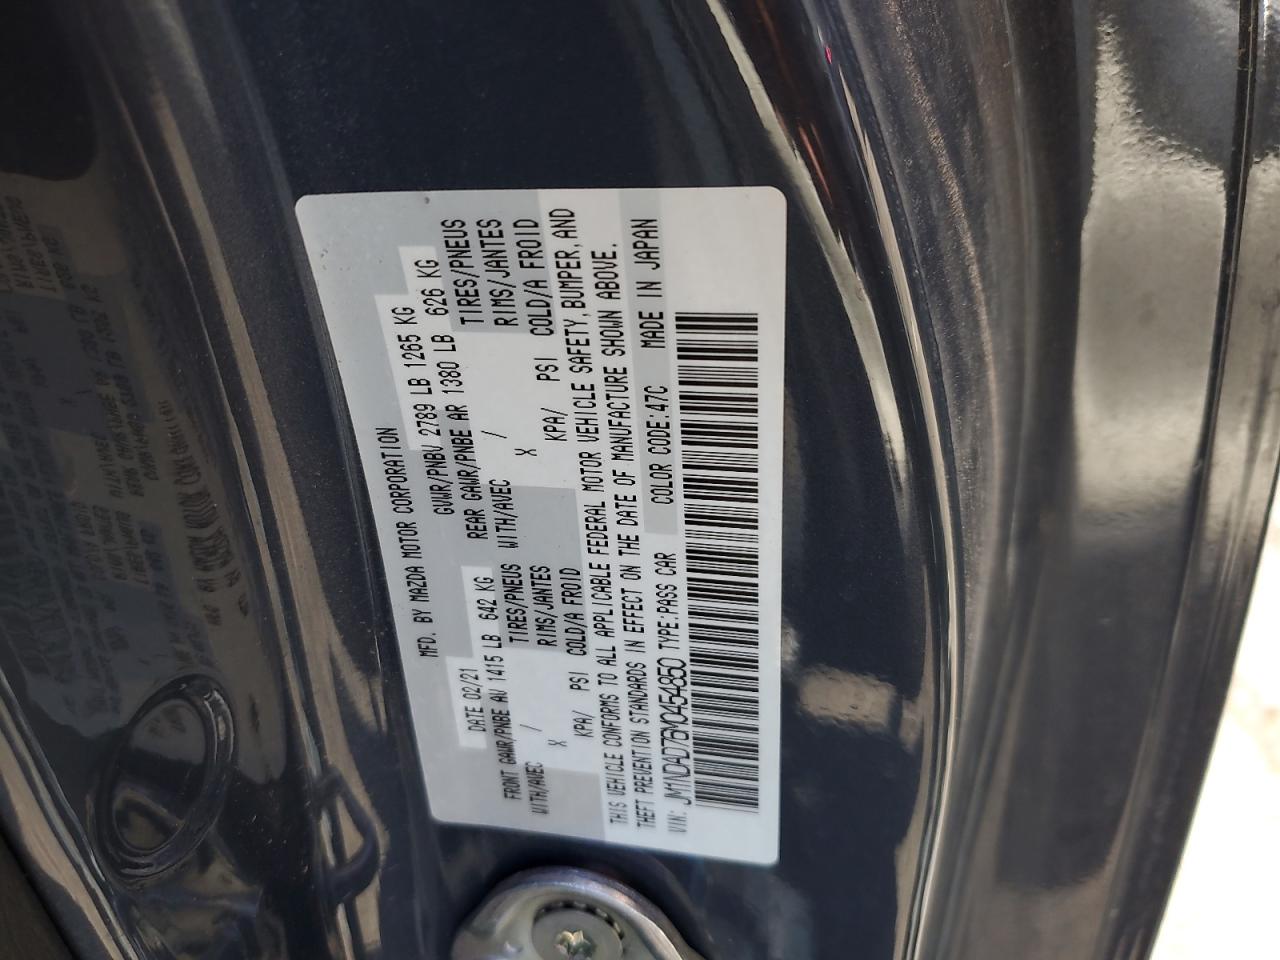 MFD. BY MAZDA MOTOR CORPORATION
DATE 02/21 GVWR/PNBV 2789 LB 1265 KG
FRONT GAWR/PNBE AV 1415 LB 642 KG REAR GAWR/PNBE AR 1380 LB 626 KG
WITH/AVEC / TIRES/PNEUS WITH/AVEC / TIRES/PNEUS
X RIMS/JANTES X RIMS/JANTES
KPA/ PSI COLD/A FROID KPA/ PSI COLD/A FROID
THIS VEHICLE CONFORMS TO ALL APPLICABLE FEDERAL MOTOR VEHICLE SAFETY, BUMPER, AND
THEFT PREVENTION STANDARDS IN EFFECT ON THE DATE OF MANUFACTURE SHOWN ABOVE.
VIN: JM1NDAD76M0454850 TYPE:PASS CAR COLOR CODE:47C MADE IN JAPAN